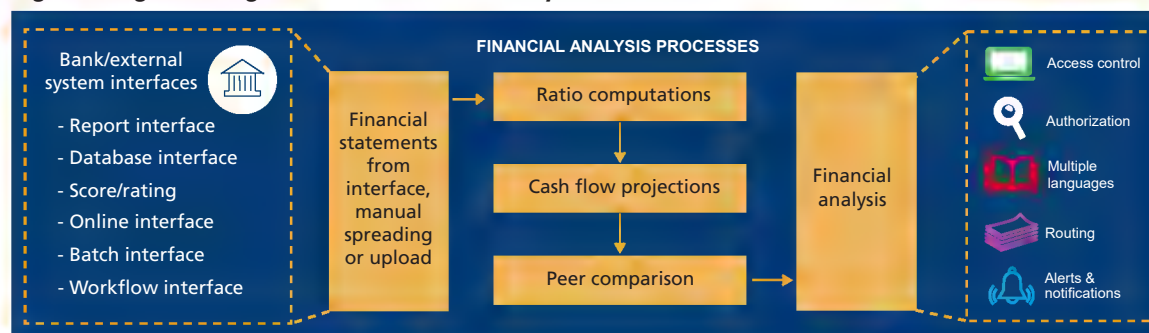 Bank/external
system interfaces
- Report interface
- Database interface
- Score/rating
- Online interface
- Batch interface
- Workflow interface
Financial
statements
from
interface,
manual
spreading
or upload
FINANCIAL ANALYSIS PROCESSES
Ratio computations
Cash flow projections
Peer comparison
Financial
analysis
Access control
Authorization
Multiple
languages
Routing
Alerts &
notifications